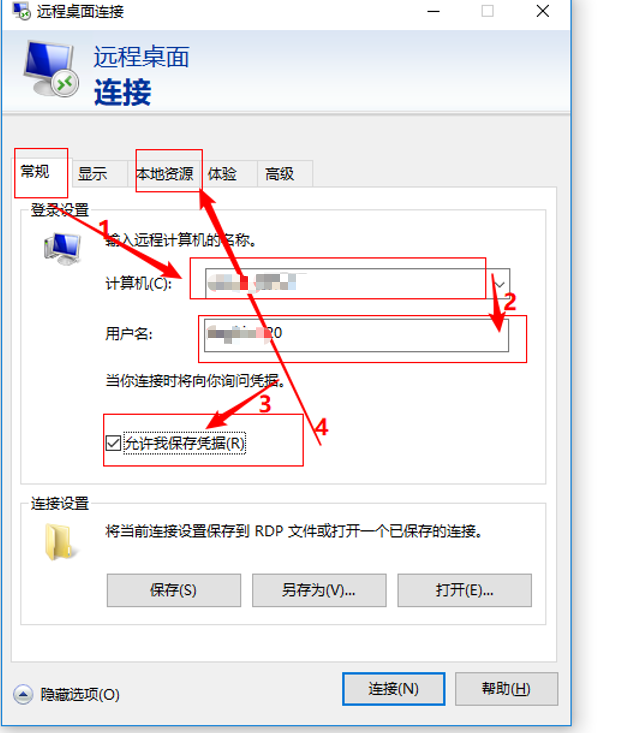 远程桌面连接
远程桌面
连接
常规 显示 本地资源 体验 高级
登录设置
1
输入远程计算机的名称。
计算机(C):
2
用户名: 20
当你连接时将向你询问凭据。
3
4
允许我保存凭据(R)
连接设置
将当前连接设置保存到 RDP 文件或打开一个已保存的连接。
保存(S) 另存为(V)... 打开(E)...
隐藏选项(O) 连接(N) 帮助(H)